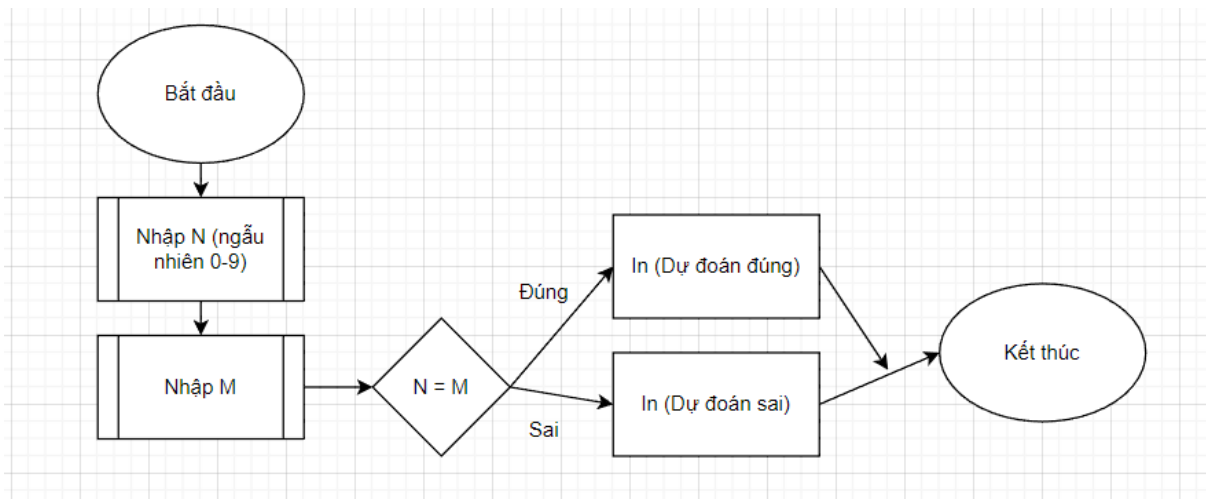 Bắt đầu
Nhập N (ngẫu
nhiên 0-9)
Nhập M
N = M
Đúng
Sai
In (Dự đoán đúng)
In (Dự đoán sai)
Kết thúc